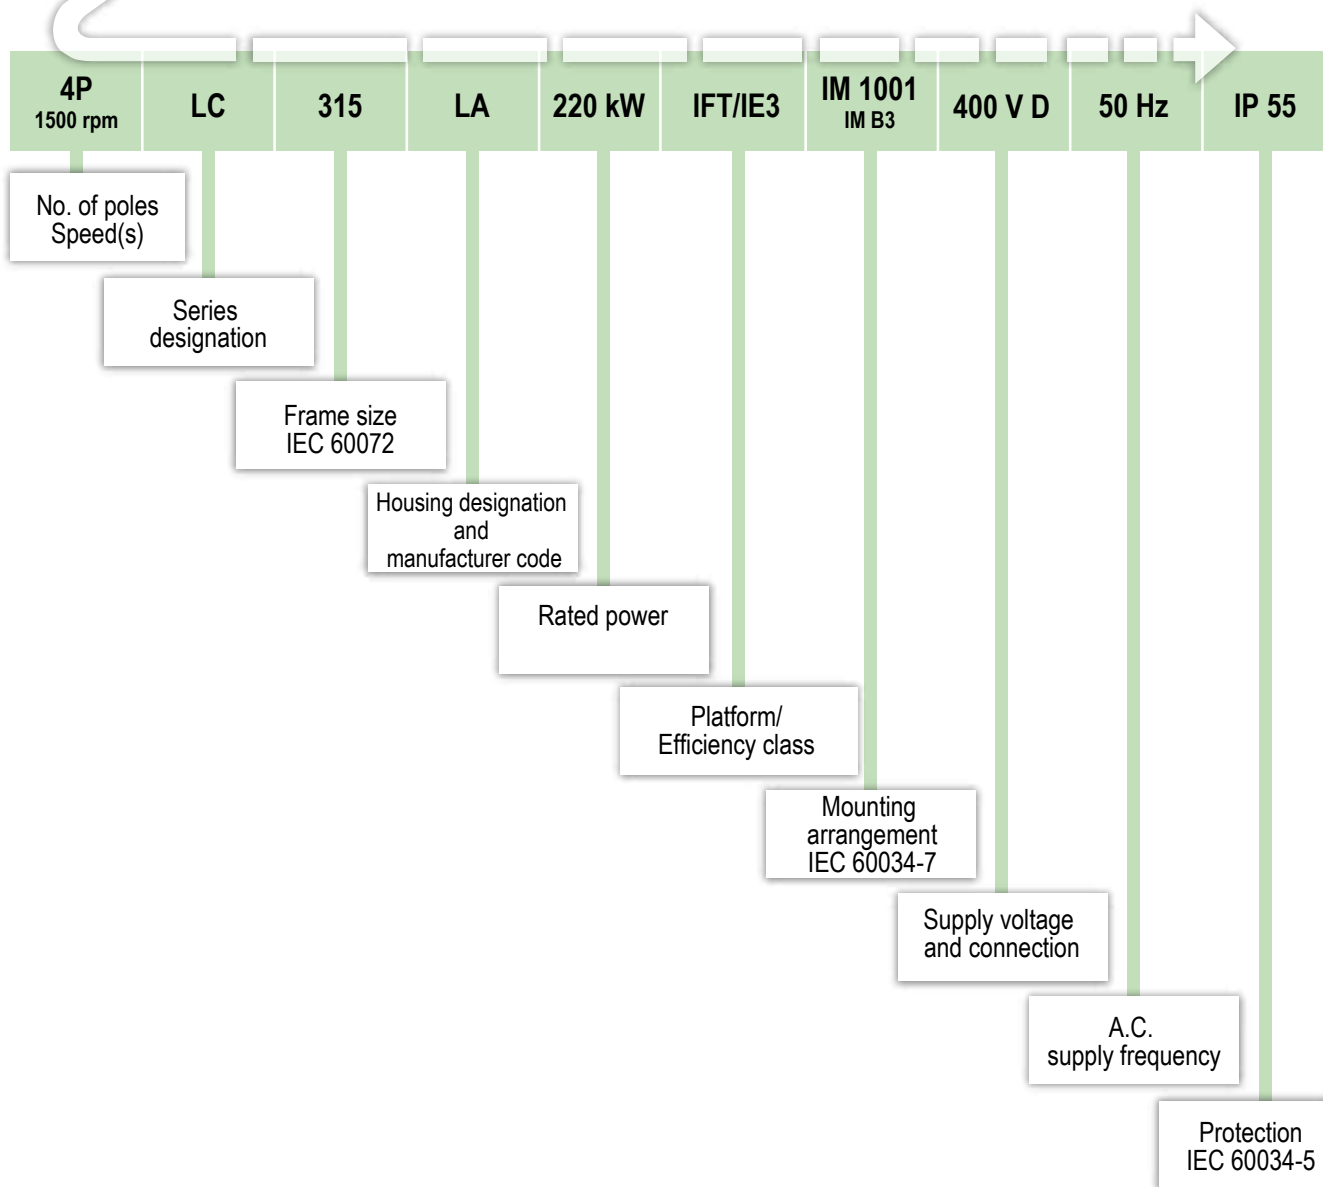 4P
1500 rpm
LC
315
LA
220 kW
IFT/IE3
IM 1001
IM B3
400 V D
50 Hz
IP 55
No. of poles
Speed(s)
Series
designation
Frame size
IEC 60072
Housing designation
and
manufacturer code
Rated power
Platform/
Efficiency class
Mounting
arrangement
IEC 60034-7
Supply voltage
and connection
A.C.
supply frequency
Protection
IEC 60034-5